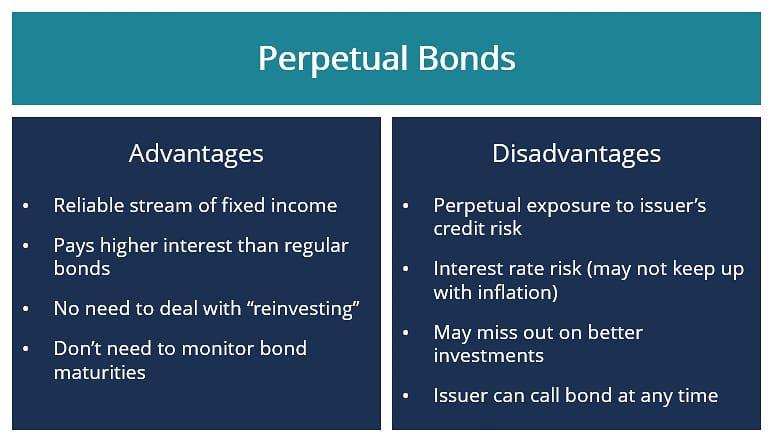 Perpetual Bonds
Advantages
• Reliable stream of fixed income
• Pays higher interest than regular
bonds
• No need to deal with “reinvesting”
• Don’t need to monitor bond
maturities
Disadvantages
• Perpetual exposure to issuer’s
credit risk
• Interest rate risk (may not keep up
with inflation)
• May miss out on better
investments
• Issuer can call bond at any time